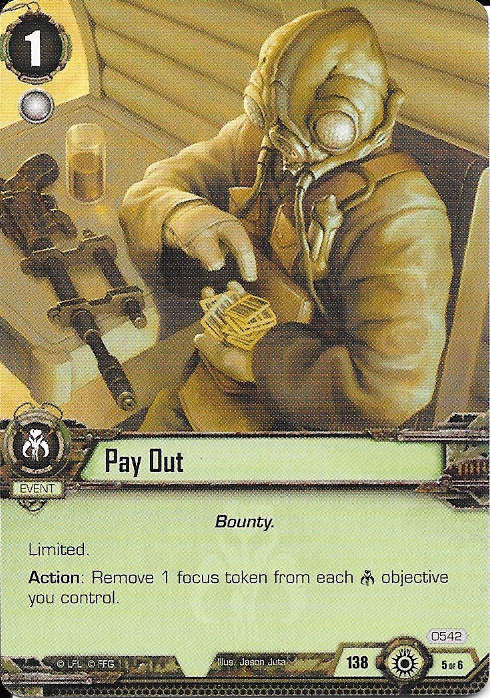 1
Pay Out
EVENT
Bounty.
Limited.
Action: Remove 1 focus token from each objective
you control.
0542
© LFL © FFG
Illus. Jason Juta
138
5 OF 6